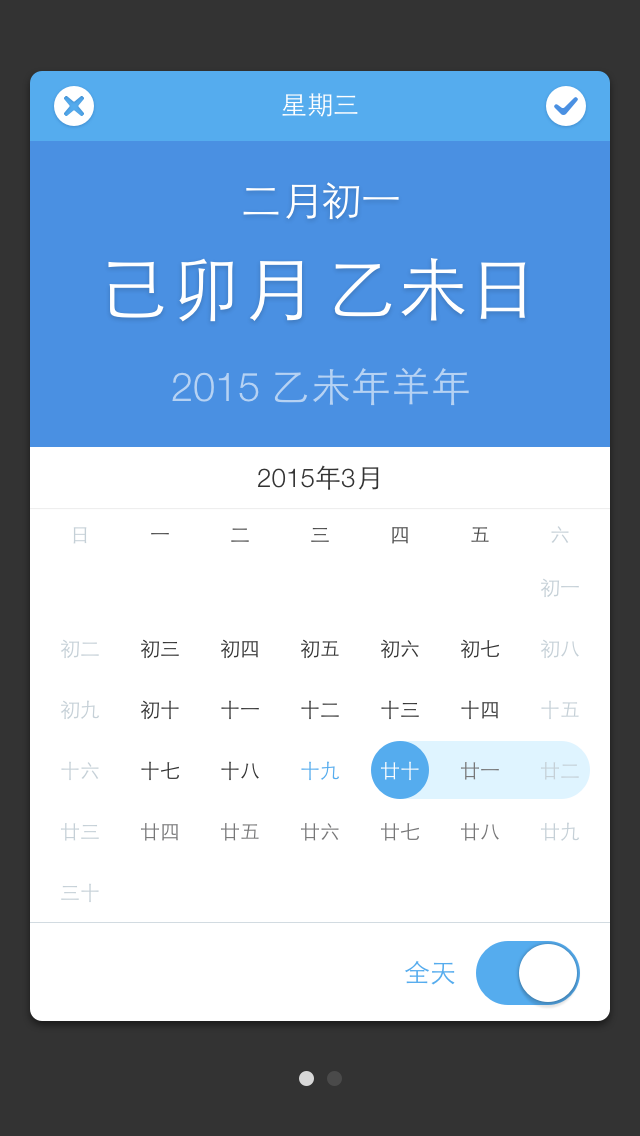 星期三
二月初一
己卯月 乙未日
2015 乙未年羊年
2015年3月
日 一 二 三 四 五 六
初一
初二 初三 初四 初五 初六 初七 初八
初九 初十 十一 十二 十三 十四 十五
十六 十七 十八 十九 廿十 廿一 廿二
廿三 廿四 廿五 廿六 廿七 廿八 廿九
三十
全天